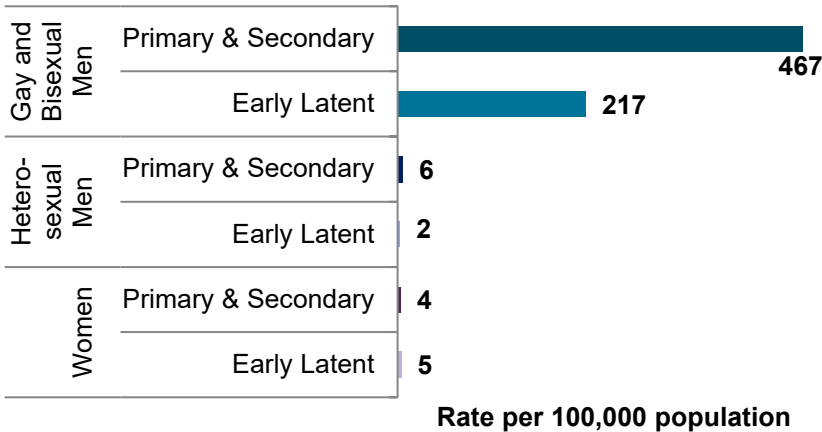 Gay and
Bisexual
Men
Primary & Secondary
467
Early Latent
217
Hetero-
sexual
Men
Primary & Secondary
6
Early Latent
2
Women
Primary & Secondary
4
Early Latent
5
Rate per 100,000 population